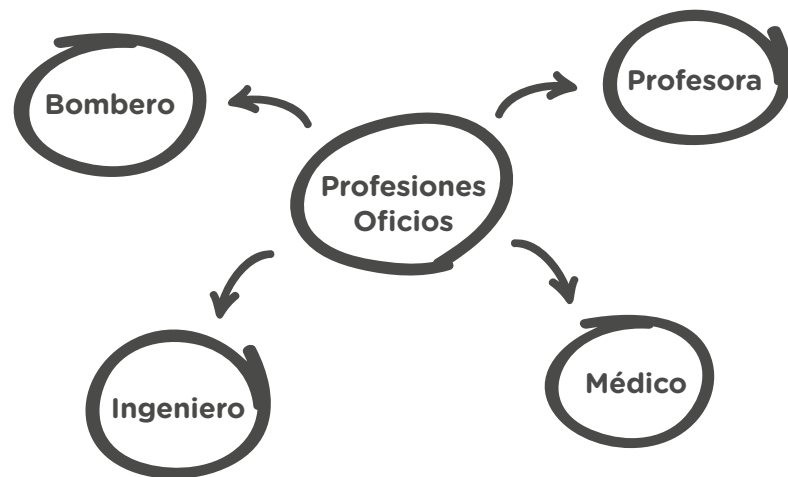 Bombero
Profesora
Profesiones
Oficios
Ingeniero
Médico